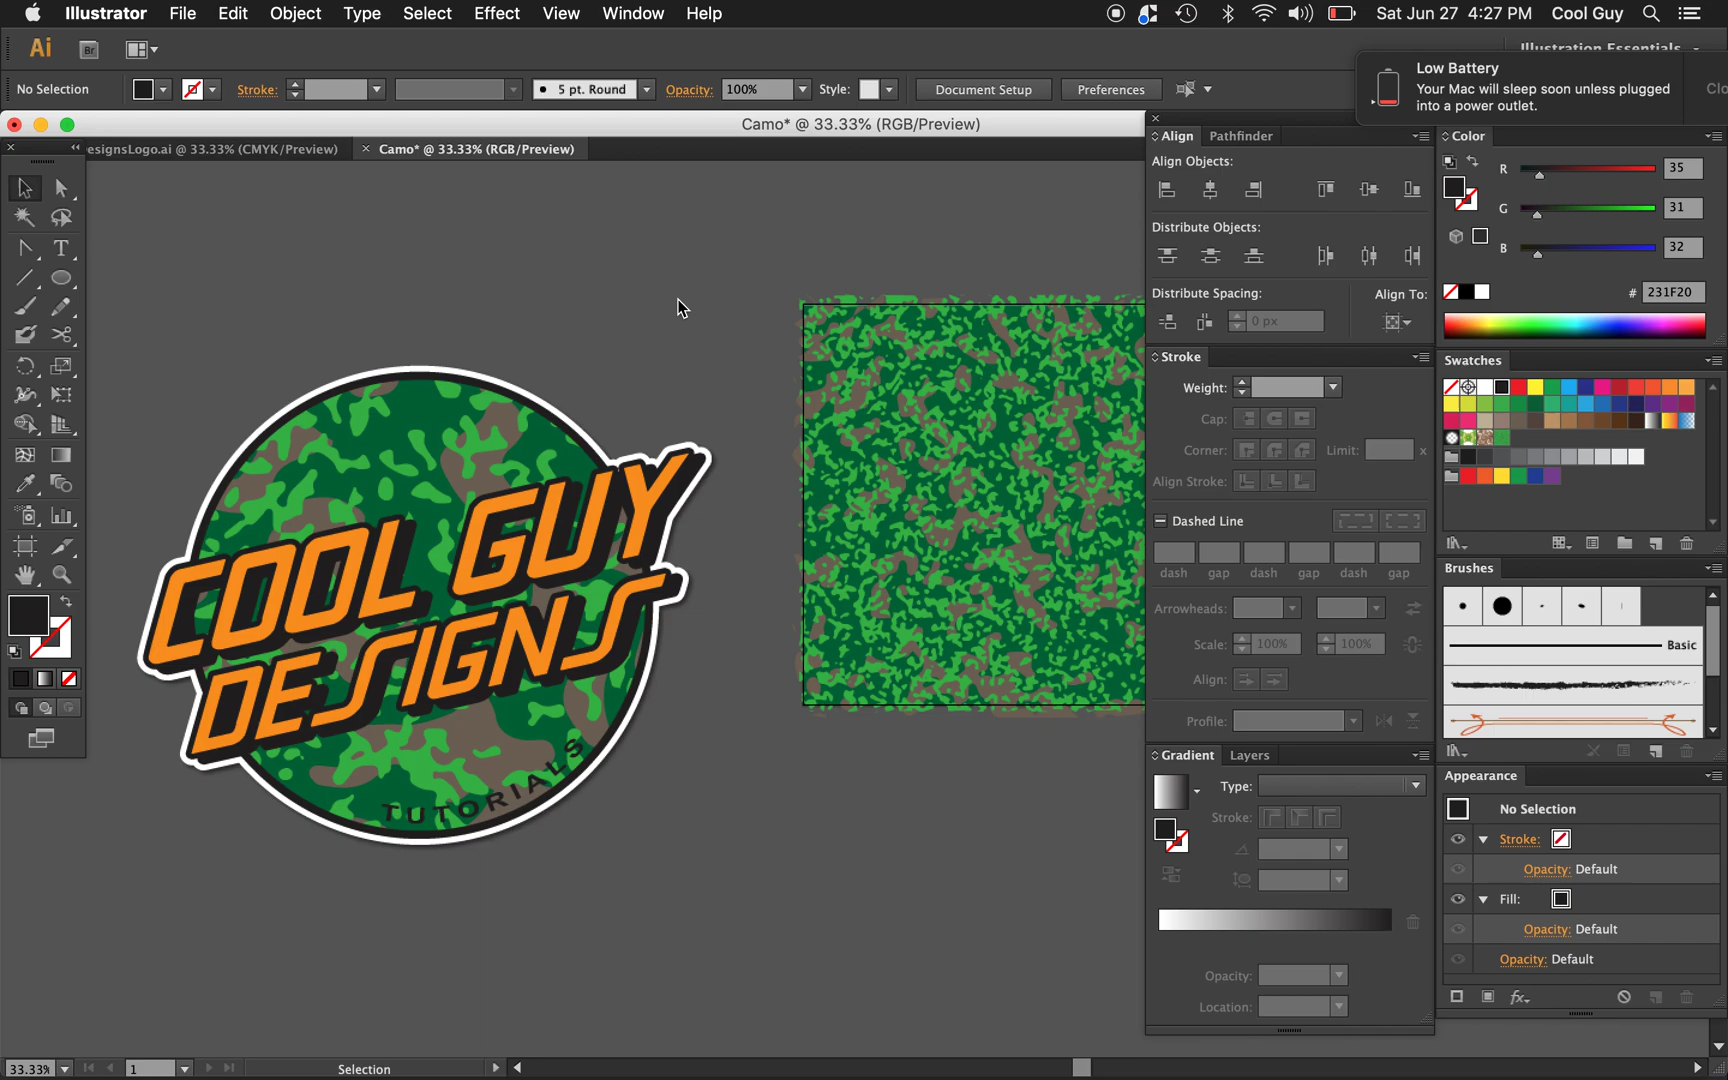 Illustrator File Edit Object Type Select Effect View Window Help
Sat Jun 27 4:27 PM Cool Guy
Ai Br
No Selection Stroke: 5 pt. Round Opacity: 100% Style: Document Setup Preferences
Low Battery
Your Mac will sleep soon unless plugged
into a power outlet.
Clo
Camo* @ 33.33% (RGB/Preview)
esignsLogo.ai @ 33.33% (CMYK/Preview)
Camo* @ 33.33% (RGB/Preview)
COOL GUY
DESIGNS
TUTORIALS
Align Pathfinder
Align Objects:
Distribute Objects:
Distribute Spacing: Align To:
0 px
Stroke
Weight:
Cap:
Corner: Limit: x
Align Stroke:
Dashed Line
dash gap dash gap dash gap
Arrowheads:
Scale: 100% 100%
Align:
Profile:
Gradient Layers
Type:
Stroke:
Opacity:
Location:
Color
R 35
G 31
B 32
# 231F20
Swatches
Brushes
Basic
Appearance
No Selection
Stroke:
Opacity: Default
Fill:
Opacity: Default
Opacity: Default
fx
33.33% 1 Selection